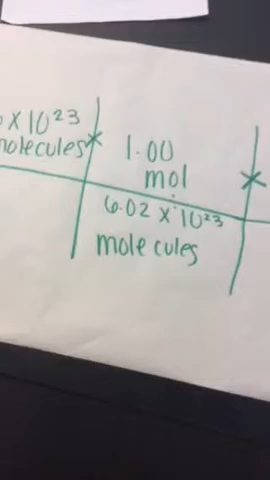 × 10²³
molecules
×
1.00
mol
×
6.02 × 10²³
molecules